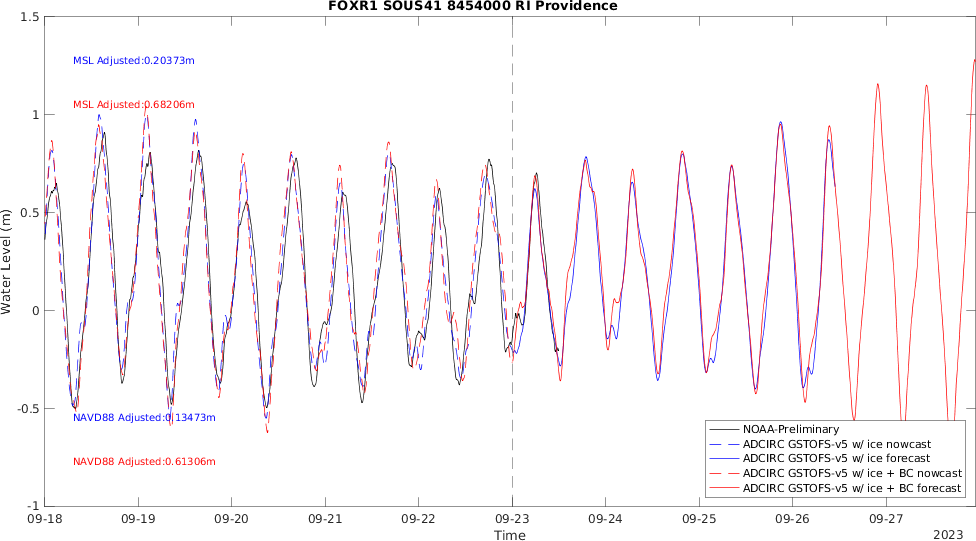 FOXR1 SOUS41 8454000 RI Providence
1.5
MSL Adjusted:0.20373m
MSL Adjusted:0.68206m
1
0.5
Water Level (m)
0
-0.5
NAVD88 Adjusted:0.13473m
NAVD88 Adjusted:0.61306m
NOAA-Preliminary
ADCIRC GSTOFS-v5 w/ ice nowcast
ADCIRC GSTOFS-v5 w/ ice forecast
ADCIRC GSTOFS-v5 w/ ice + BC nowcast
ADCIRC GSTOFS-v5 w/ ice + BC forecast
-1
09-18 09-19 09-20 09-21 09-22 09-23 09-24 09-25 09-26 09-27
Time
2023